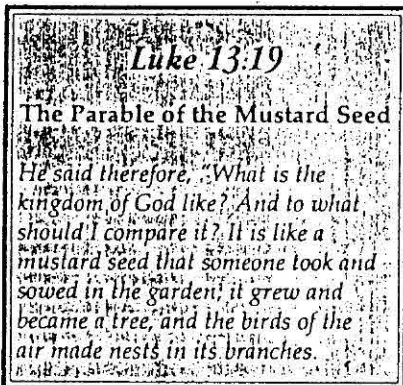 Luke 13:19
The Parable of the Mustard Seed
He said therefore, "What is the
kingdom of God like? And to what
should I compare it? It is like a
mustard seed that someone took and
sowed in the garden; it grew and
became a tree, and the birds of the
air made nests in its branches.